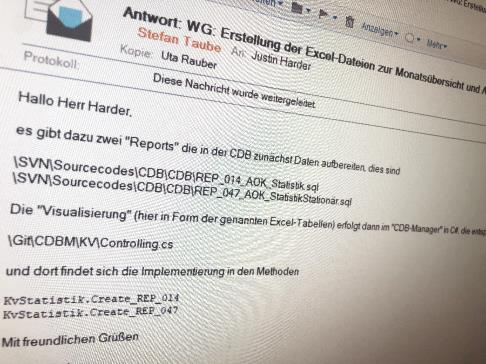 Anzeigen
Mehr
Antwort: WG: Erstellung der Excel-Dateien zur Monatsübersicht und
Stefan Taube An: Justin Harder
Kopie: Uta Rauber
Protokoll: Diese Nachricht wurde weitergeleitet.
Hallo Herr Harder,
es gibt dazu zwei "Reports" die in der CDB zunächst Daten aufbereiten, dies sind
\SVN\Sourcecodes\CDB\CDB\REP_014_AOK_Statistik.sql
\SVN\Sourcecodes\CDB\CDB\REP_047_AOK_StatistikStationär.sql
Die "Visualisierung" (hier in Form der genannten Excel-Tabellen) erfolgt dann im "CDB-Manager" in C#, die
\Git\CDBM\KV\Controlling.cs
und dort findet sich die Implementierung in den Methoden
KvStatistik.Create_REP_014
KvStatistik.Create_REP_047
Mit freundlichen Grüßen